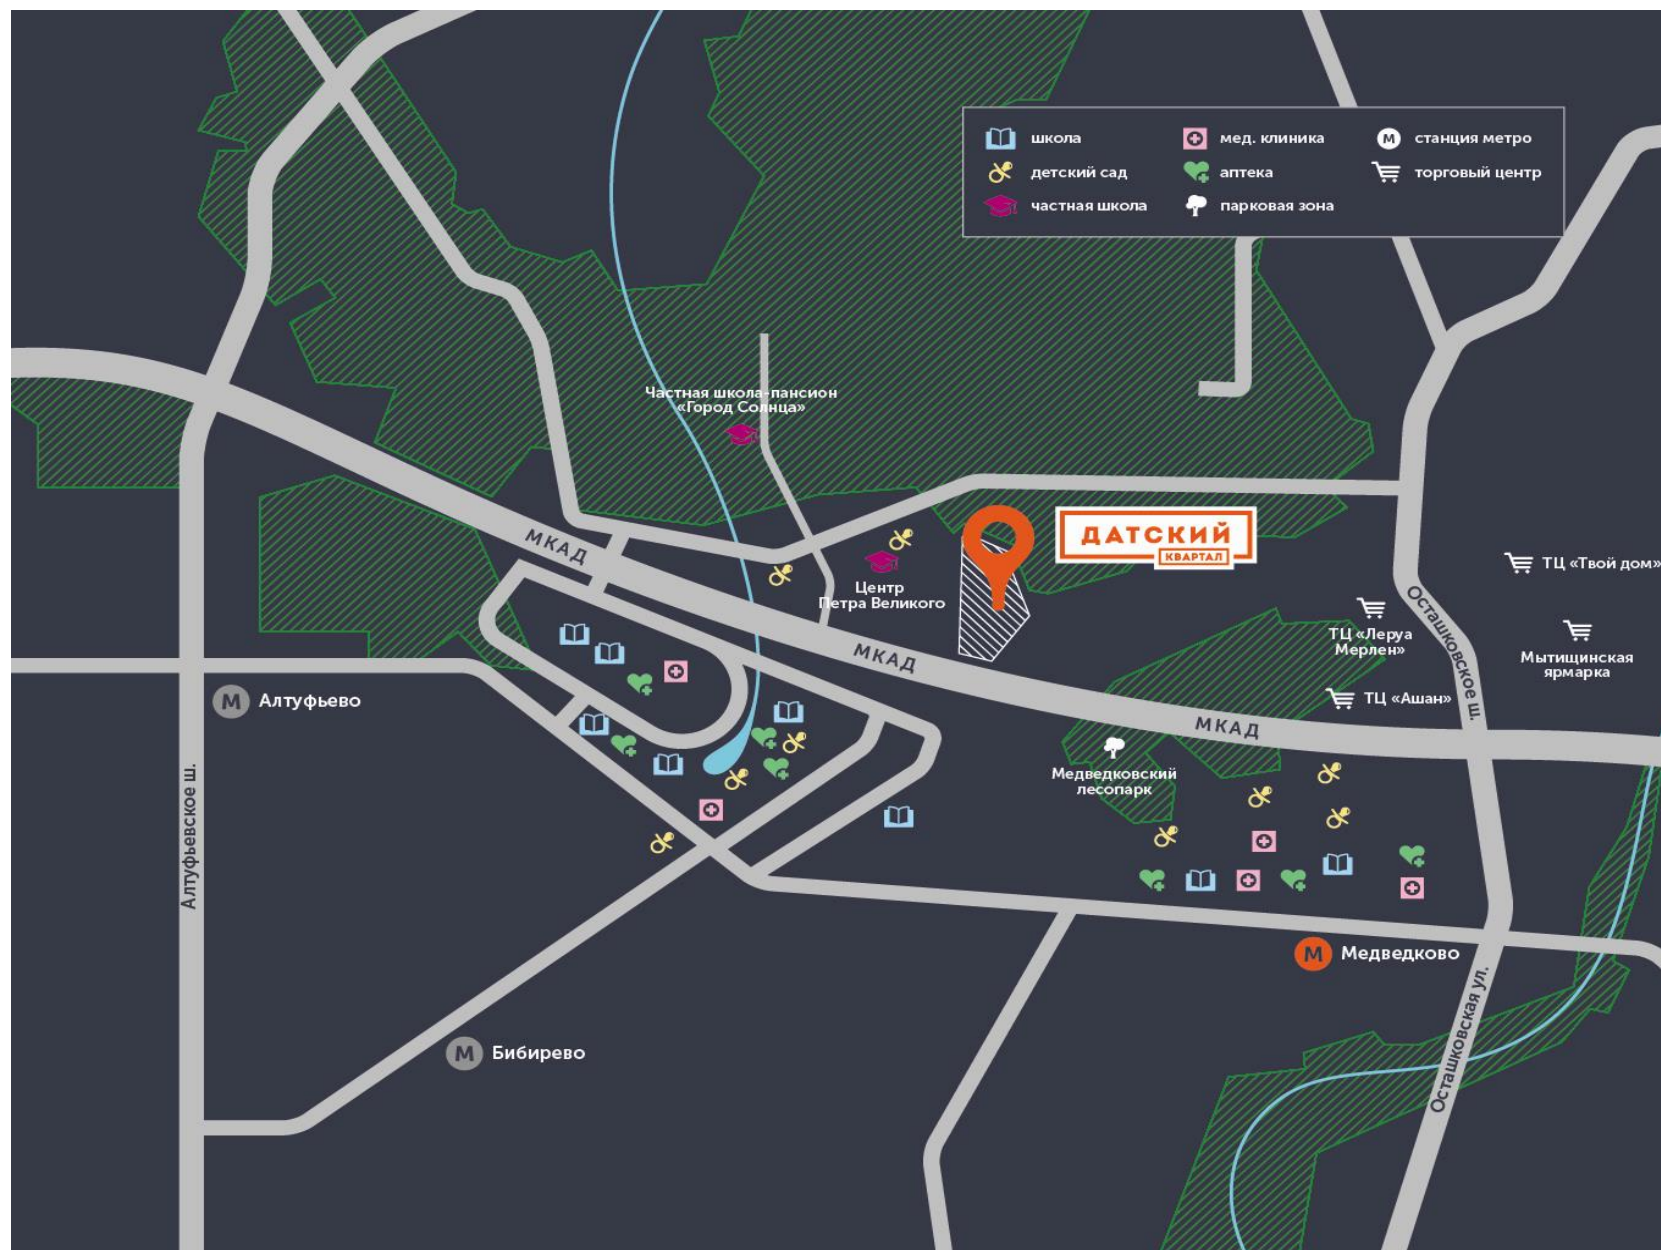 школа
детский сад
частная школа
мед. клиника
аптека
парковая зона
М станция метро
торговый центр
Частная школа-пансион
«Город Солнца»
МКАД
ДАТСКИЙ
КВАРТАЛ
Центр
Петра Великого
МКАД
Осташковское ш.
ТЦ «Твой дом»
ТЦ «Леруа
Мерлен»
Мытищинская
ярмарка
ТЦ «Ашан»
МКАД
М Алтуфьево
Медведковский
лесопарк
Алтуфьевское ш.
М Медведково
М Бибирево
Осташковская ул.